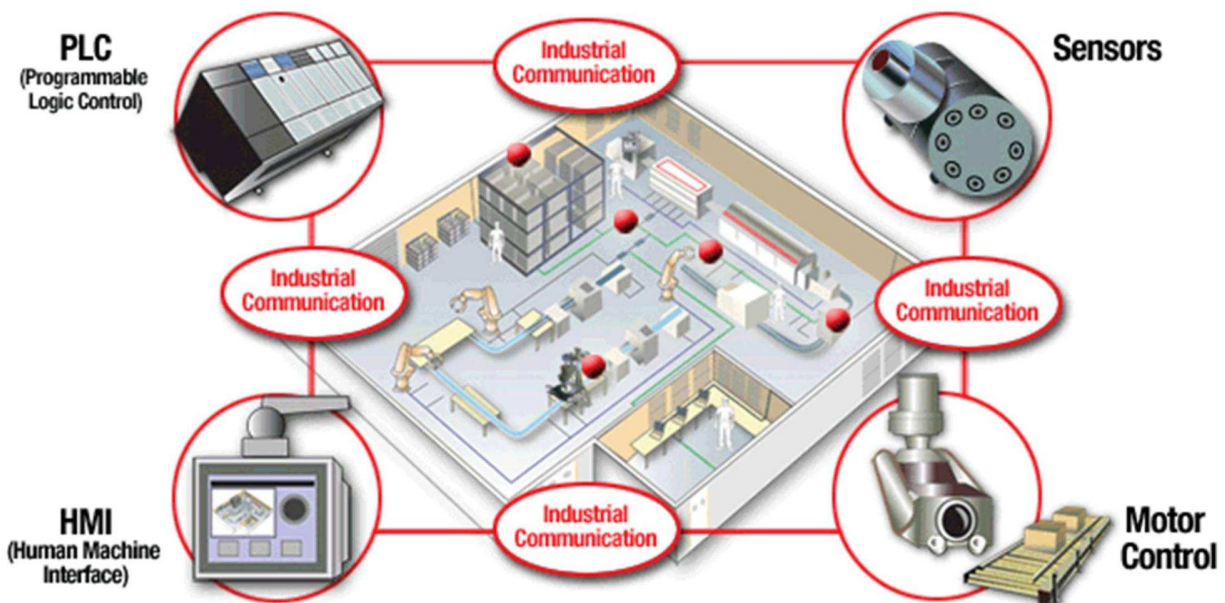 PLC
(Programmable
Logic Control)
Industrial
Communication
Sensors
Industrial
Communication
Industrial
Communication
HMI
(Human Machine
Interface)
Industrial
Communication
Motor
Control